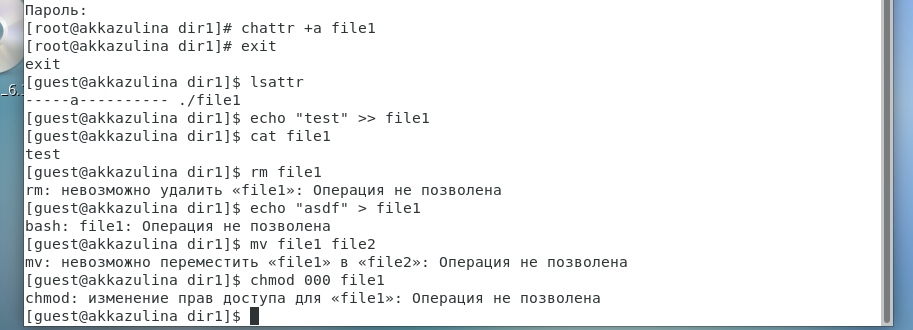 Пароль:
[root@akkazulina dir1]# chattr +a file1
[root@akkazulina dir1]# exit
exit
[guest@akkazulina dir1]$ lsattr
-----a---------- ./file1
[guest@akkazulina dir1]$ echo "test" >> file1
[guest@akkazulina dir1]$ cat file1
test
[guest@akkazulina dir1]$ rm file1
rm: невозможно удалить «file1»: Операция не позволена
[guest@akkazulina dir1]$ echo "asdf" > file1
bash: file1: Операция не позволена
[guest@akkazulina dir1]$ mv file1 file2
mv: невозможно переместить «file1» в «file2»: Операция не позволена
[guest@akkazulina dir1]$ chmod 000 file1
chmod: изменение прав доступа для «file1»: Операция не позволена
[guest@akkazulina dir1]$